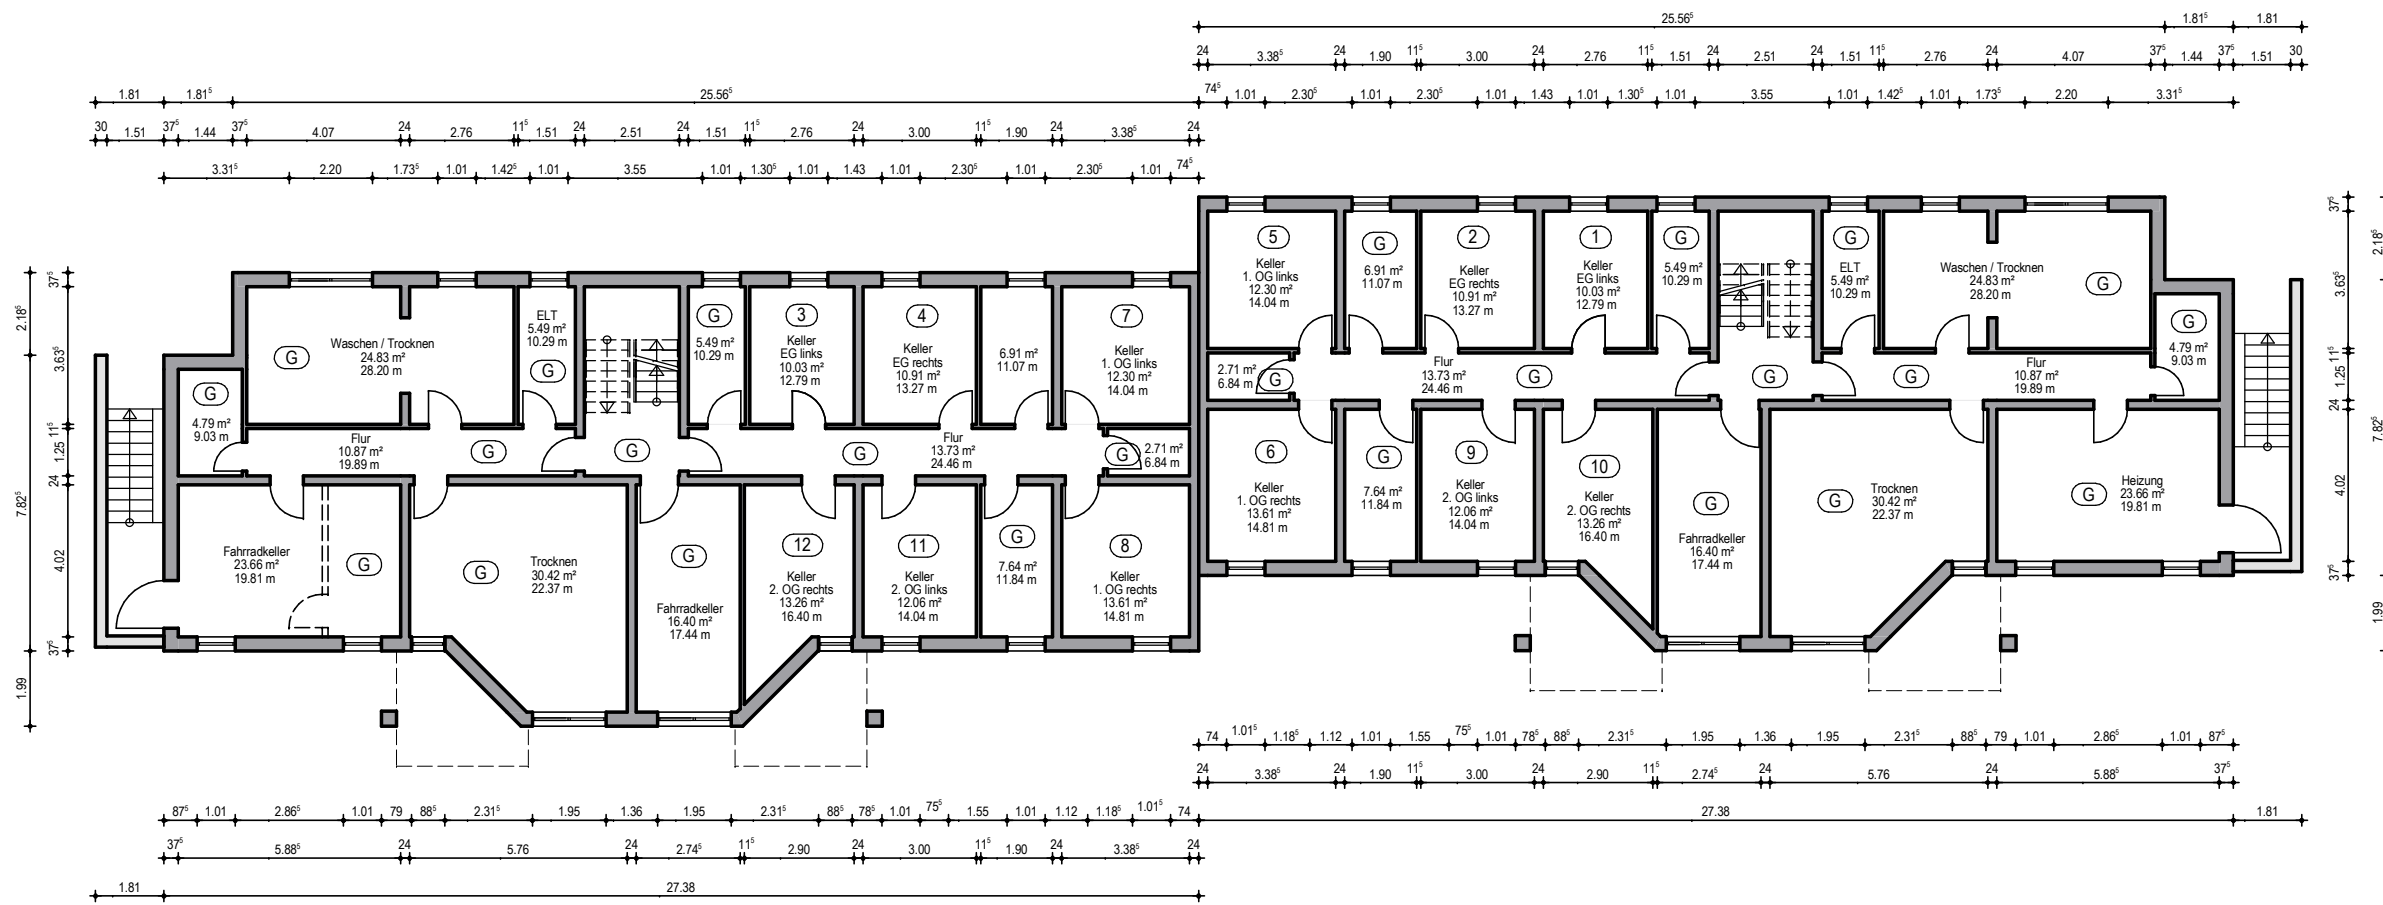 25.56⁵ 1.81⁵ 1.81
24 3.38⁵ 24 1.90 11⁵ 3.00 24 2.76 11⁵ 1.51 24 2.51 24 1.51 11⁵ 2.76 24 4.07 37⁵ 1.44 37⁵ 1.51 30
74⁵ 1.01 2.30⁵ 1.01 2.30⁵ 1.01 1.43 1.01 1.30⁵ 1.01 3.55 1.01 1.42⁵ 1.01 1.73⁵ 2.20 3.31⁵
1.81 1.81⁵ 25.56⁵
30 1.51 37⁵ 1.44 37⁵ 4.07 24 2.76 11⁵ 1.51 24 2.51 24 1.51 11⁵ 2.76 24 3.00 11⁵ 1.90 24 3.38⁵ 24
3.31⁵ 2.20 1.73⁵ 1.01 1.42⁵ 1.01 3.55 1.01 1.30⁵ 1.01 1.43 1.01 2.30⁵ 1.01 2.30⁵ 1.01 74⁵
2.18⁵ 7.82⁵ 1.99
37⁵ 3.63⁵ 11⁵ 1.25 24 4.02 37⁵
G
4.79 m²
9.03 m
G
Waschen / Trocknen
24.83 m²
28.20 m
ELT
5.49 m²
10.29 m
G
G
5.49 m²
10.29 m
3
Keller
EG links
10.03 m²
12.79 m
4
Keller
EG rechts
10.91 m²
13.27 m
6.91 m²
11.07 m
7
Keller
1. OG links
12.30 m²
14.04 m
Flur
10.87 m²
19.89 m
G
G
G
Flur
13.73 m²
24.46 m
G
2.71 m²
6.84 m
Fahrradkeller
23.66 m²
19.81 m
G
G
Trocknen
30.42 m²
22.37 m
G
Fahrradkeller
16.40 m²
17.44 m
12
Keller
2. OG rechts
13.26 m²
16.40 m
11
Keller
2. OG links
12.06 m²
14.04 m
G
7.64 m²
11.84 m
8
Keller
1. OG rechts
13.61 m²
14.81 m
5
Keller
1. OG links
12.30 m²
14.04 m
G
6.91 m²
11.07 m
2
Keller
EG rechts
10.91 m²
13.27 m
1
Keller
EG links
10.03 m²
12.79 m
G
5.49 m²
10.29 m
G
ELT
5.49 m²
10.29 m
Waschen / Trocknen
24.83 m²
28.20 m
G
G
4.79 m²
9.03 m
2.71 m²
6.84 m
G
Flur
13.73 m²
24.46 m
G
G
G
Flur
10.87 m²
19.89 m
6
Keller
1. OG rechts
13.61 m²
14.81 m
G
7.64 m²
11.84 m
9
Keller
2. OG links
12.06 m²
14.04 m
10
Keller
2. OG rechts
13.26 m²
16.40 m
G
Fahrradkeller
16.40 m²
17.44 m
G
Trocknen
30.42 m²
22.37 m
G
Heizung
23.66 m²
19.81 m
37⁵ 3.63⁵ 11⁵ 1.25 24 4.02 37⁵
2.18⁵ 7.82⁵ 1.99
74 1.01⁵ 1.18⁵ 1.12 1.01 1.55 75⁵ 1.01 78⁵ 88⁵ 2.31⁵ 1.95 1.36 1.95 2.31⁵ 88⁵ 79 1.01 2.86⁵ 1.01 87⁵
24 3.38⁵ 24 1.90 11⁵ 3.00 24 2.90 11⁵ 2.74⁵ 24 5.76 24 5.88⁵ 37⁵
27.38 1.81
87⁵ 1.01 2.86⁵ 1.01 79 88⁵ 2.31⁵ 1.95 1.36 1.95 2.31⁵ 88⁵ 78⁵ 1.01 75⁵ 1.55 1.01 1.12 1.18⁵ 1.01⁵ 74
37⁵ 5.88⁵ 24 5.76 24 2.74⁵ 11⁵ 2.90 24 3.00 11⁵ 1.90 24 3.38⁵ 24
1.81 27.38